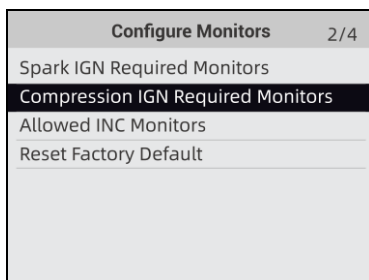 Configure Monitors 2/4
Spark IGN Required Monitors
Compression IGN Required Monitors
Allowed INC Monitors
Reset Factory Default